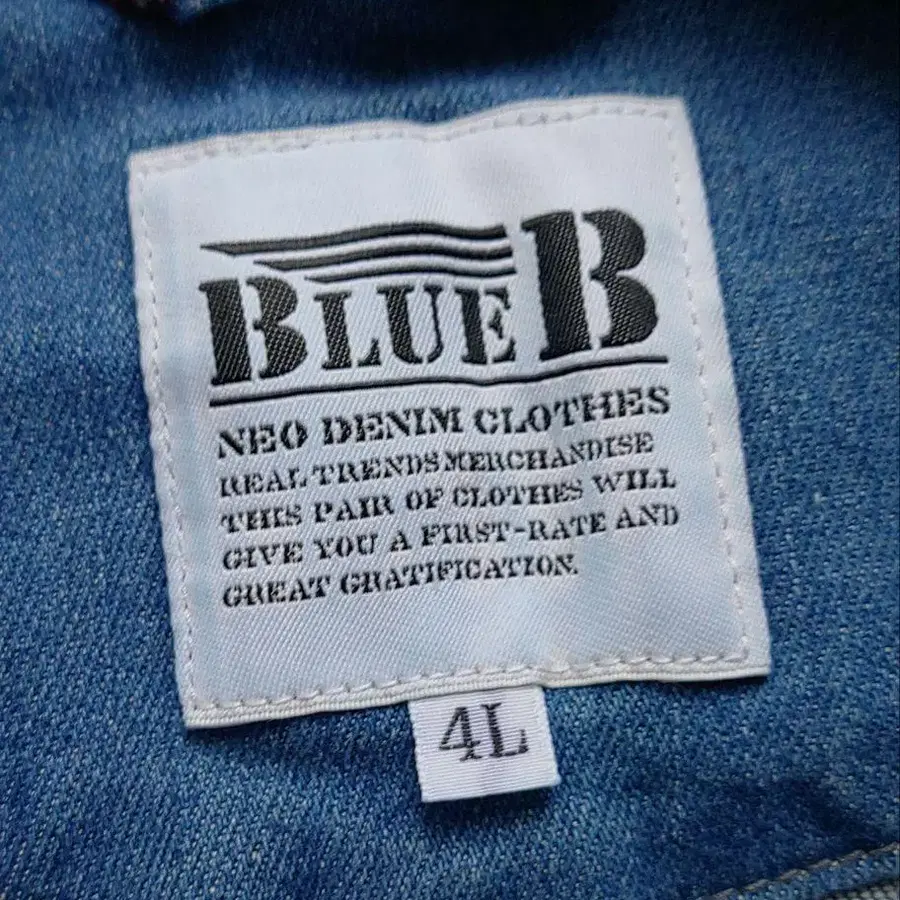 BLUE B
NEO DENIM CLOTHES
REAL TRENDS MERCHANDISE
THIS PAIR OF CLOTHES WILL
GIVE YOU A FIRST-RATE AND
GREAT GRATIFICATION.
4L